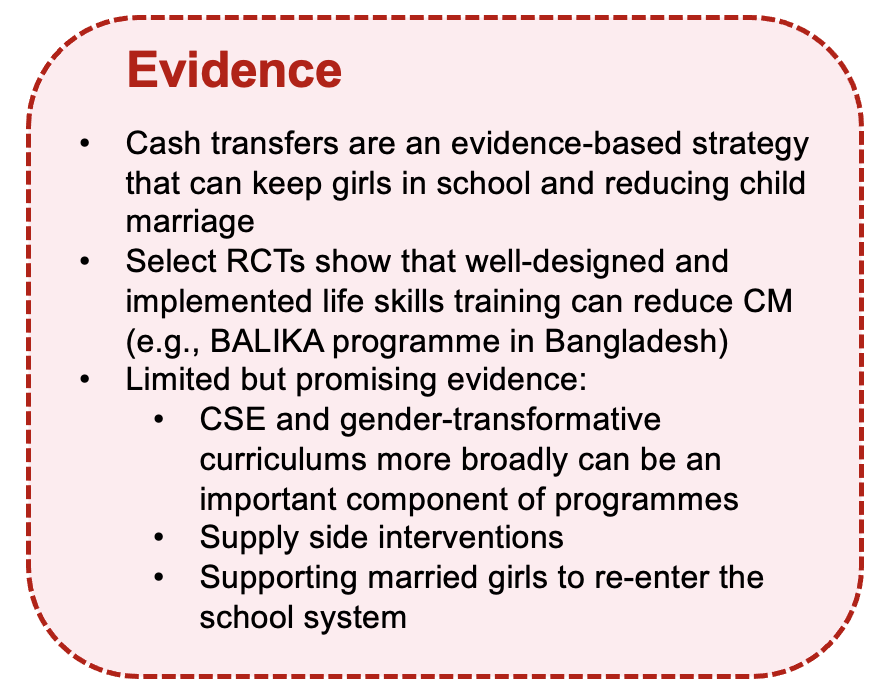 Evidence
• Cash transfers are an evidence-based strategy
that can keep girls in school and reducing child
marriage
• Select RCTs show that well-designed and
implemented life skills training can reduce CM
(e.g., BALIKA programme in Bangladesh)
• Limited but promising evidence:
• CSE and gender-transformative
curriculums more broadly can be an
important component of programmes
• Supply side interventions
• Supporting married girls to re-enter the
school system